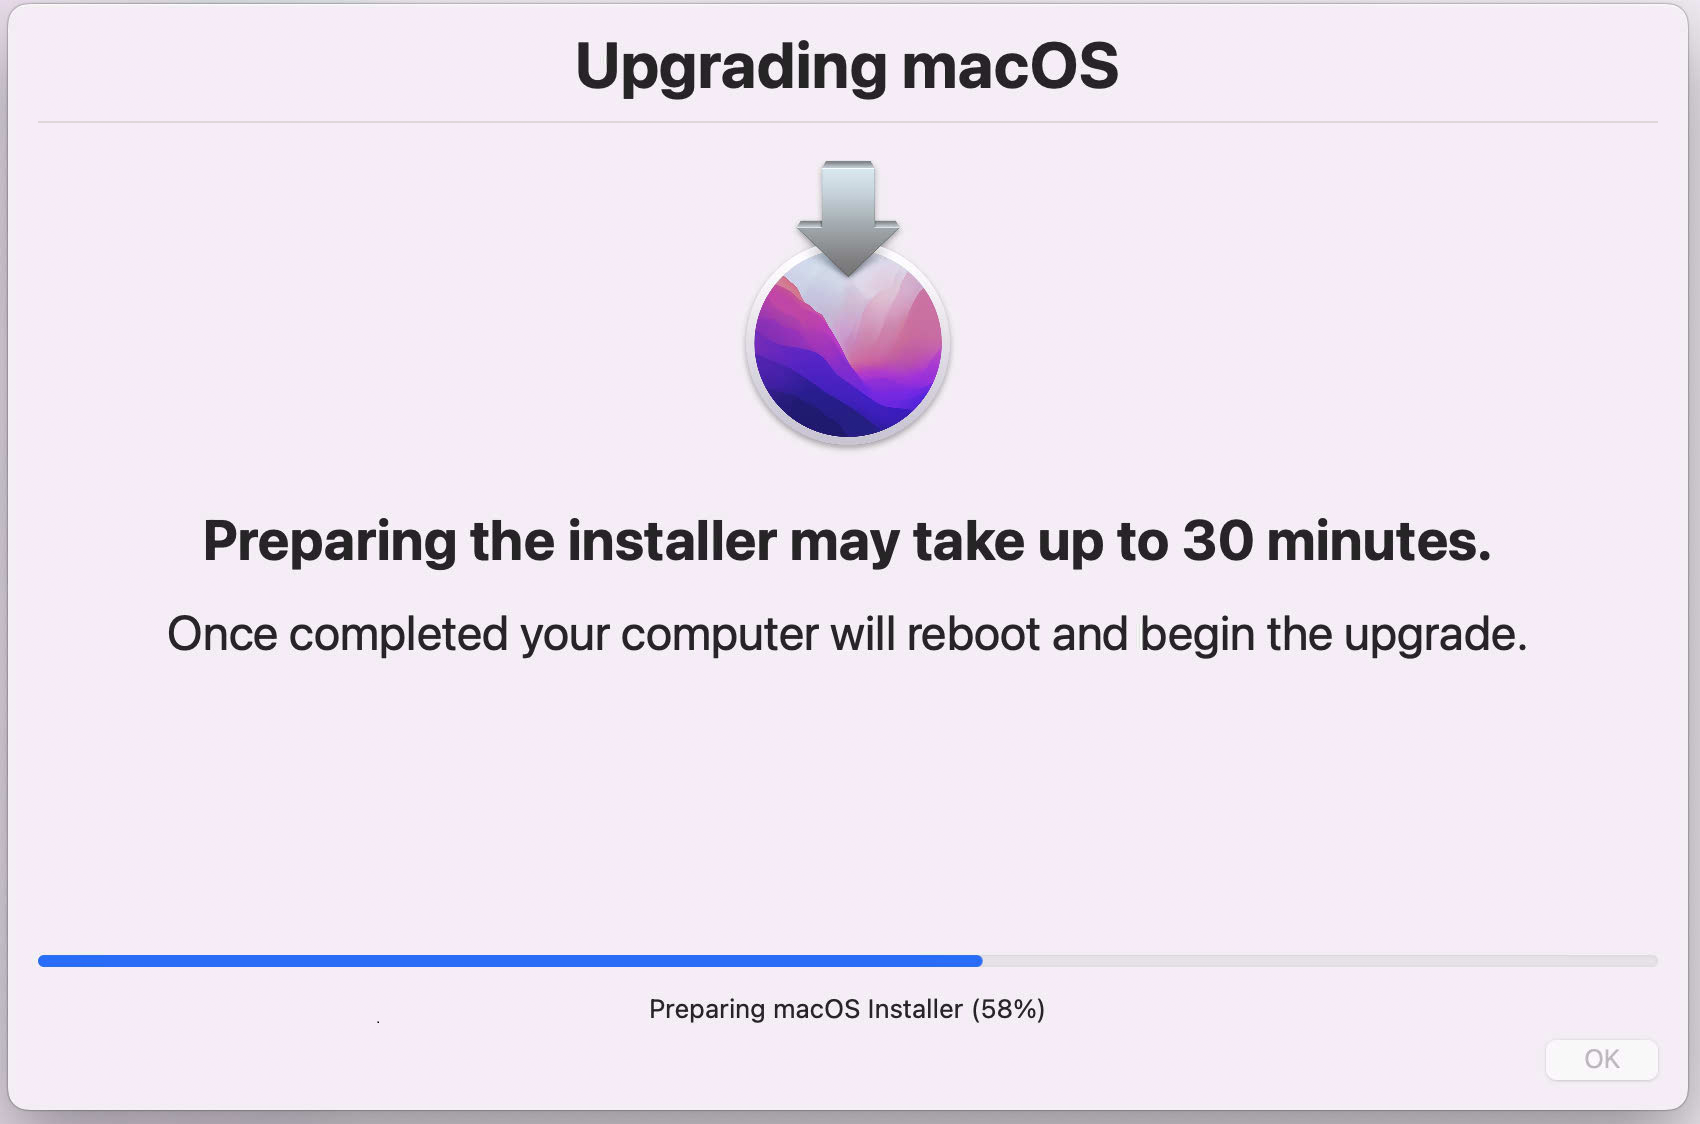 Upgrading macOS
Preparing the installer may take up to 30 minutes.
Once completed your computer will reboot and begin the upgrade.
Preparing macOS Installer (58%)
OK